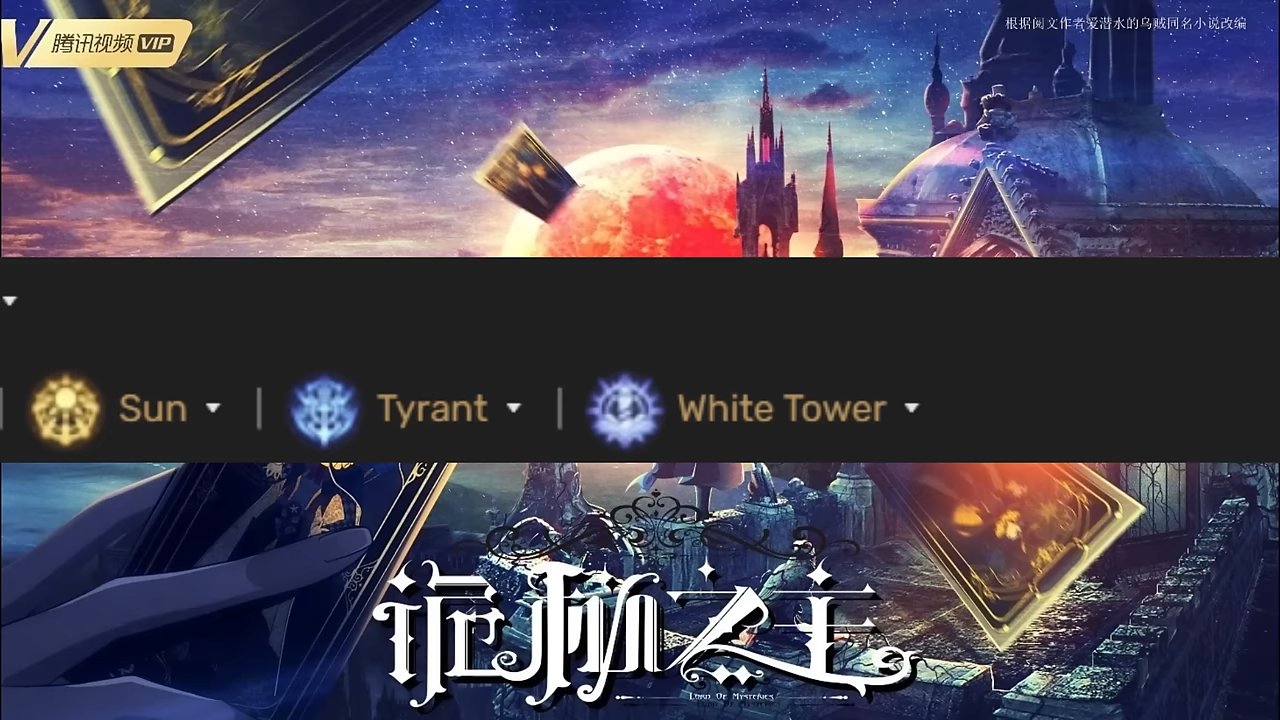 腾讯视频 VIP
根据阅文作者爱潜水的乌贼同名小说改编
Sun
Tyrant
White Tower
诡秘之主
LORD OF MYSTERIES